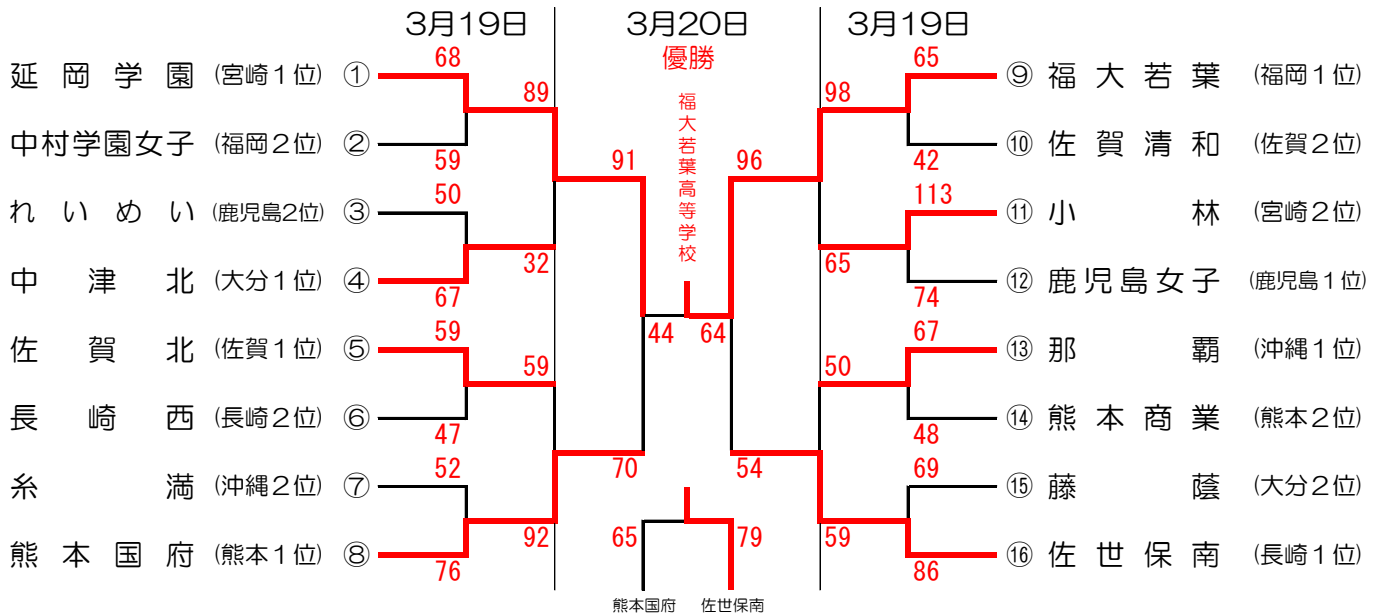 3月19日 3月20日 3月19日
優勝
福大若葉高等学校
68 65
延岡学園 (宮崎1位) ① ⑨ 福大若葉 (福岡1位)
89 98
中村学園女子 (福岡2位) ② ⑩ 佐賀清和 (佐賀2位)
59 91 96 42
50 113
れいめい (鹿児島2位) ③ ⑪ 小林 (宮崎2位)
32 65
中津北 (大分1位) ④ ⑫ 鹿児島女子 (鹿児島1位)
67 74
59 44 64 67
佐賀北 (佐賀1位) ⑤ ⑬ 那覇 (沖縄1位)
59 50
長崎西 (長崎2位) ⑥ ⑭ 熊本商業 (熊本2位)
47 48
52 70 54 69
糸満 (沖縄2位) ⑦ ⑮ 藤蔭 (大分2位)
92 65 79 59
熊本国府 (熊本1位) ⑧ ⑯ 佐世保南 (長崎1位)
76 86
熊本国府 佐世保南